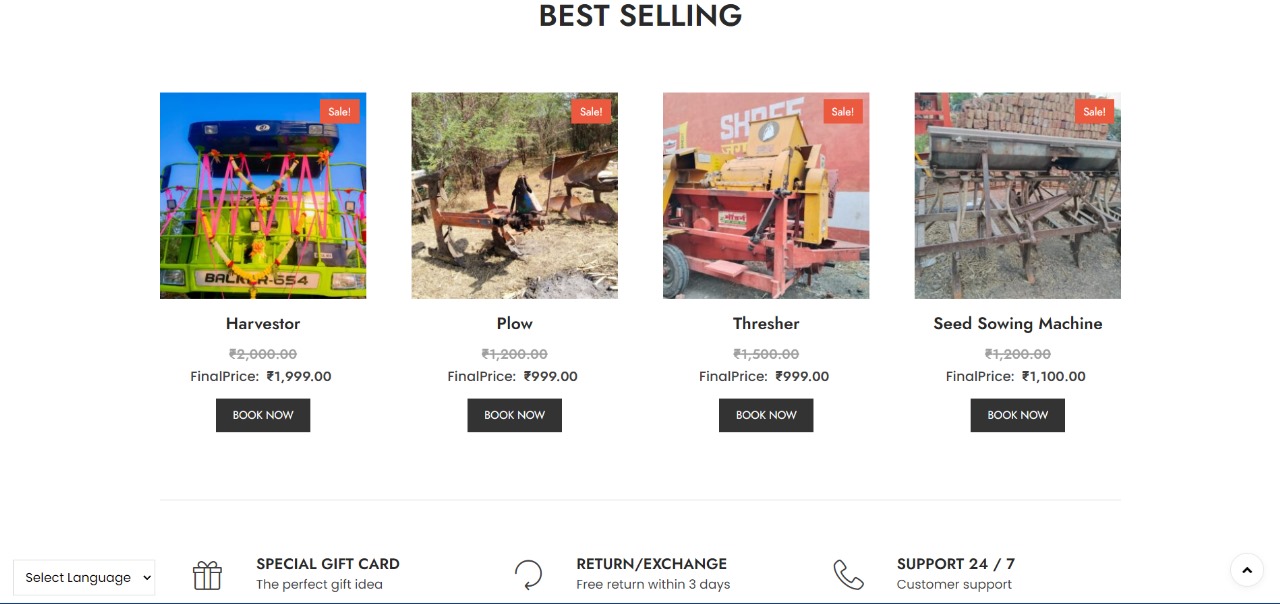 BEST SELLING
Sale!
Sale!
SHREE
Sale!
Sale!
Harvestor
Plow
Thresher
Seed Sowing Machine
₹2,000.00
₹1,200.00
₹1,500.00
₹1,200.00
FinalPrice: ₹1,999.00
FinalPrice: ₹999.00
FinalPrice: ₹999.00
FinalPrice: ₹1,100.00
BOOK NOW
BOOK NOW
BOOK NOW
BOOK NOW
Select Language
SPECIAL GIFT CARD
The perfect gift idea
RETURN/EXCHANGE
Free return within 3 days
SUPPORT 24 / 7
Customer support